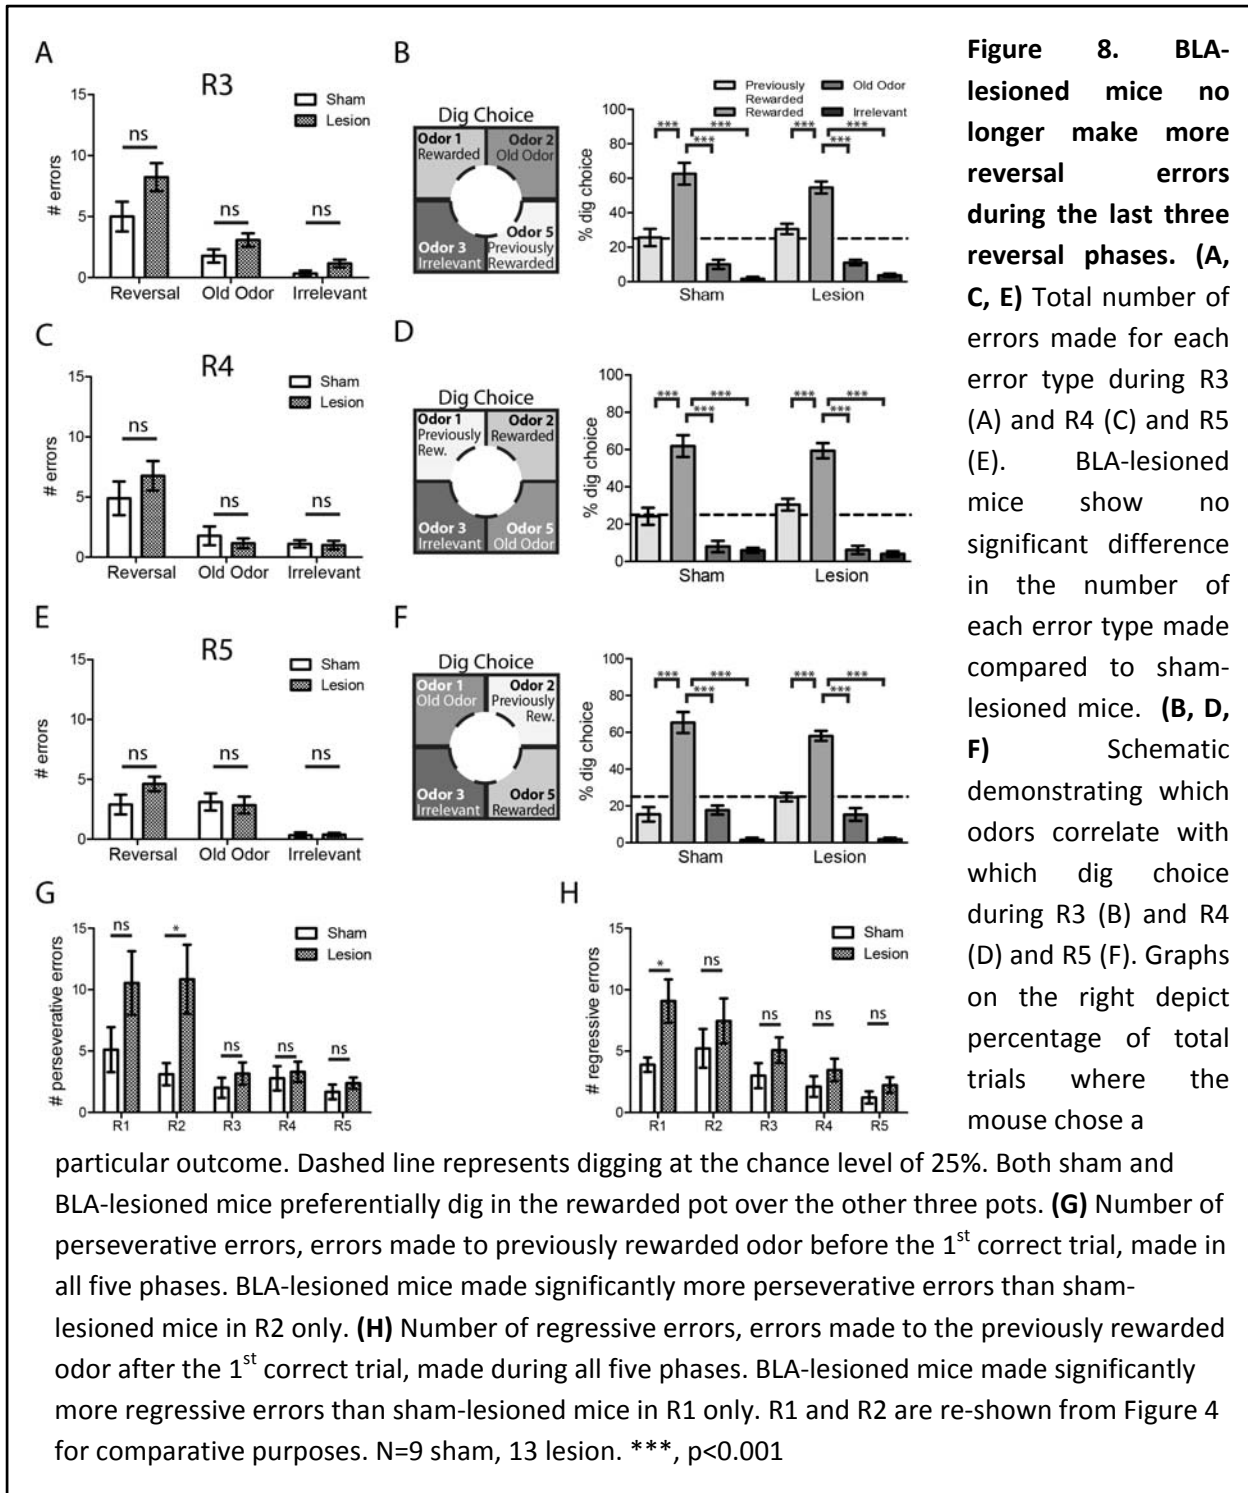 A
R3
Sham
Lesion
# errors
15
10
5
0
ns
ns
ns
Reversal
Old Odor
Irrelevant
B
Dig Choice
Odor 1
Rewarded
Odor 2
Old Odor
Odor 3
Irrelevant
Odor 5
Previously
Rewarded
Previously
Rewarded
Rewarded
Old Odor
Irrelevant
% dig choice
100
80
60
40
20
0
***
***
***
***
***
***
Sham
Lesion
C
R4
Sham
Lesion
# errors
15
10
5
0
ns
ns
ns
Reversal
Old Odor
Irrelevant
D
Dig Choice
Odor 1
Previously
Rew.
Odor 2
Rewarded
Odor 3
Irrelevant
Odor 5
Old Odor
% dig choice
100
80
60
40
20
0
***
***
***
***
***
***
Sham
Lesion
E
R5
Sham
Lesion
# errors
15
10
5
0
ns
ns
ns
Reversal
Old Odor
Irrelevant
F
Dig Choice
Odor 1
Old Odor
Odor 2
Previously
Rew.
Odor 3
Irrelevant
Odor 5
Rewarded
% dig choice
100
80
60
40
20
0
***
***
***
***
***
***
Sham
Lesion
G
Sham
Lesion
# perseverative errors
15
10
5
0
ns
*
ns
ns
ns
R1
R2
R3
R4
R5
H
Sham
Lesion
# regressive errors
15
10
5
0
*
ns
ns
ns
ns
R1
R2
R3
R4
R5
Figure 8. BLA-
lesioned mice no
longer make more
reversal errors
during the last three
reversal phases. (A,
C, E) Total number of
errors made for each
error type during R3
(A) and R4 (C) and R5
(E). BLA-lesioned
mice show no
significant difference
in the number of
each error type made
compared to sham-
lesioned mice. (B, D,
F) Schematic
demonstrating which
odors correlate with
which dig choice
during R3 (B) and R4
(D) and R5 (F). Graphs
on the right depict
percentage of total
trials where the
mouse chose a
particular outcome. Dashed line represents digging at the chance level of 25%. Both sham and
BLA-lesioned mice preferentially dig in the rewarded pot over the other three pots. (G) Number of
perseverative errors, errors made to previously rewarded odor before the 1st correct trial, made in
all five phases. BLA-lesioned mice made significantly more perseverative errors than sham-
lesioned mice in R2 only. (H) Number of regressive errors, errors made to the previously rewarded
odor after the 1st correct trial, made during all five phases. BLA-lesioned mice made significantly
more regressive errors than sham-lesioned mice in R1 only. R1 and R2 are re-shown from Figure 4
for comparative purposes. N=9 sham, 13 lesion. ***, p<0.001